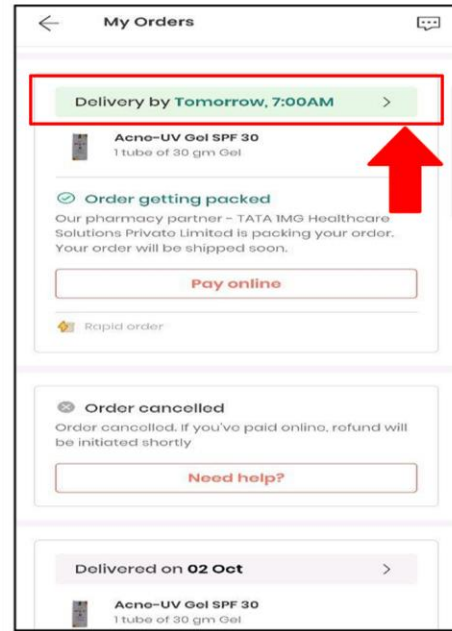 My Orders
Delivery by Tomorrow, 7:00AM
Acne-UV Gel SPF 30
1 tube of 30 gm Gel
Order getting packed
Our pharmacy partner - TATA 1MG Healthcare
Solutions Private Limited is packing your order.
Your order will be shipped soon.
Pay online
Rapid order
Order cancelled
Order cancelled. If you've paid online, refund will
be initiated shortly
Need help?
Delivered on 02 Oct
Acne-UV Gel SPF 30
1 tube of 30 gm Gel